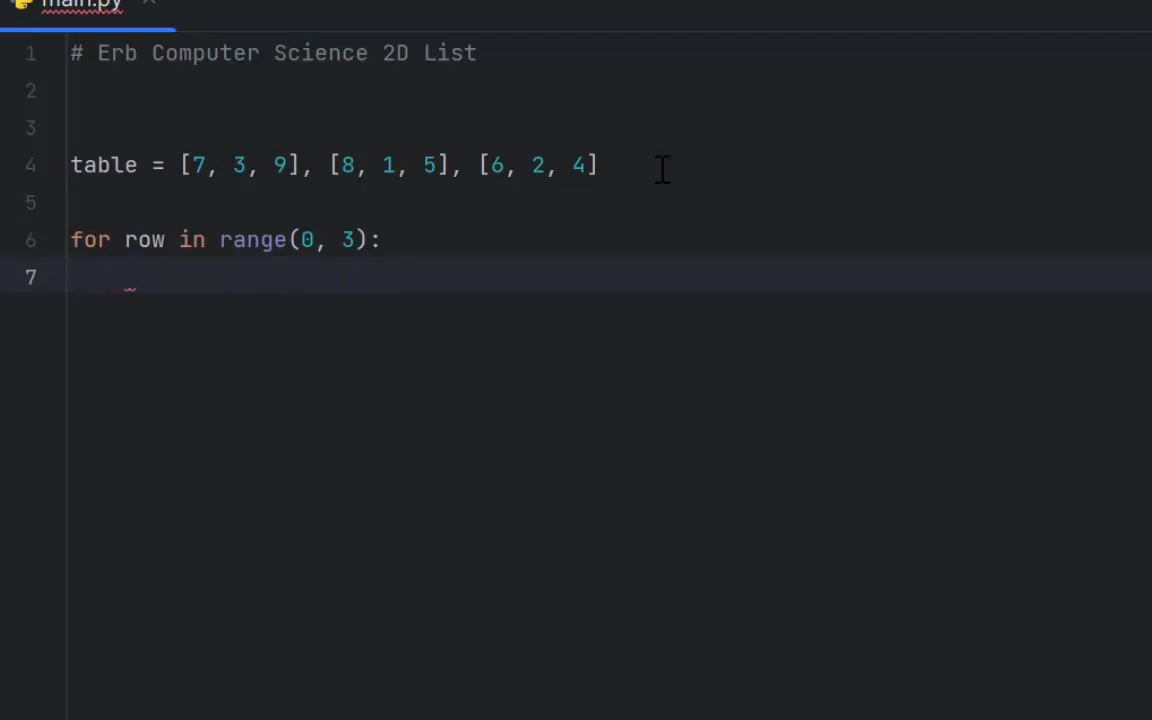 main.py
1 # Erb Computer Science 2D List
2
3
4 table = [7, 3, 9], [8, 1, 5], [6, 2, 4]
5
6 for row in range(0, 3):
7